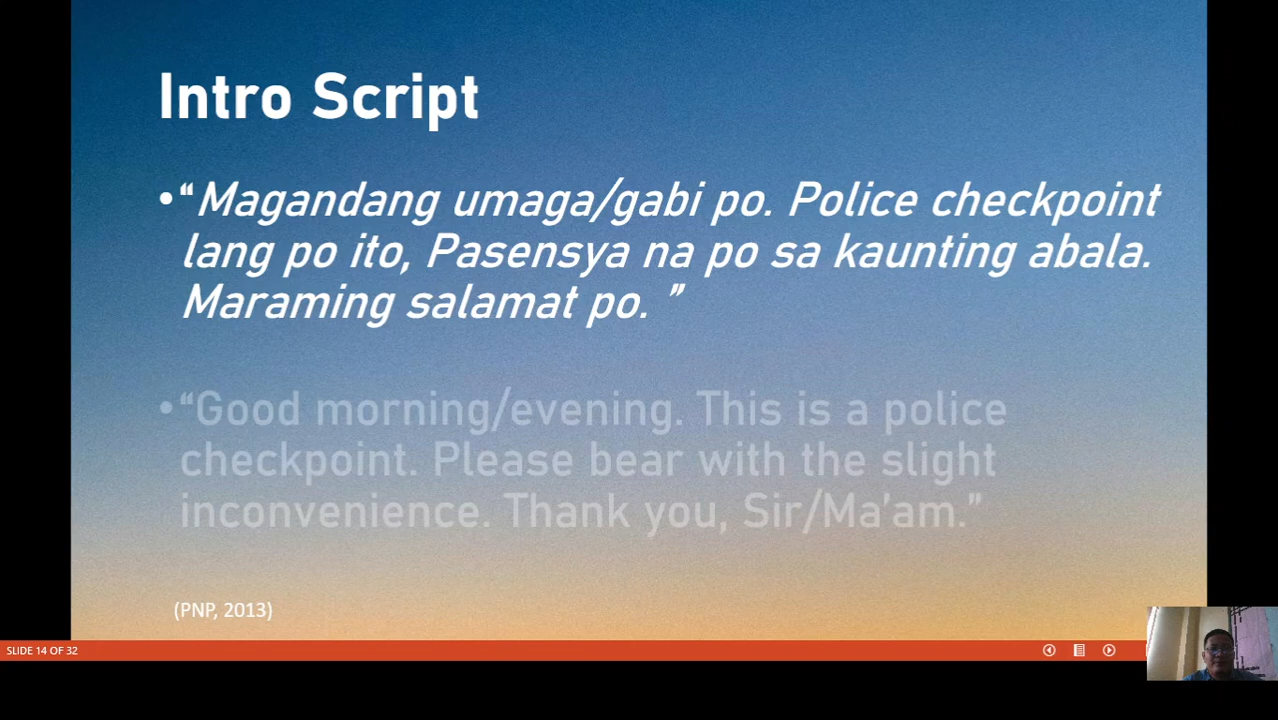 Intro Script
•“Magandang umaga/gabi po. Police checkpoint
lang po ito, Pasensya na po sa kaunting abala.
Maraming salamat po. ”
•“Good morning/evening. This is a police
checkpoint. Please bear with the slight
inconvenience. Thank you, Sir/Ma’am.”
(PNP, 2013)
SLIDE 14 OF 32